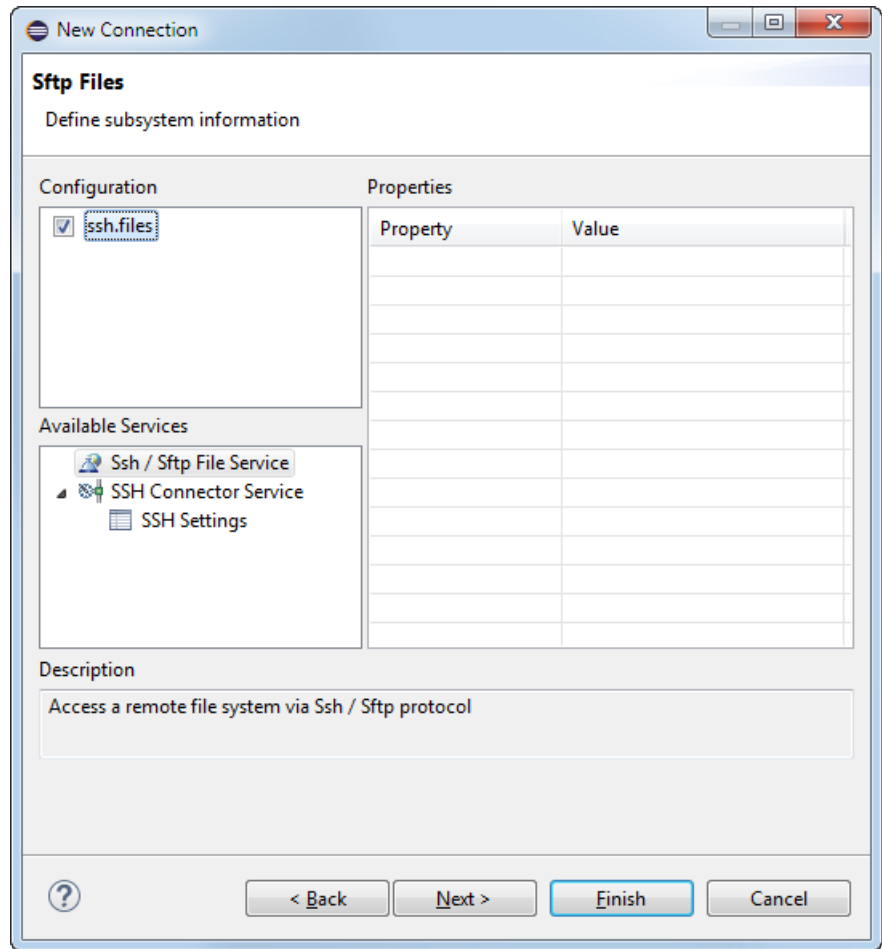 New Connection
Sftp Files
Define subsystem information
Configuration
Properties
ssh.files
Property Value
Available Services
Ssh / Sftp File Service
SSH Connector Service
SSH Settings
Description
Access a remote file system via Ssh / Sftp protocol
? < Back Next > Finish Cancel